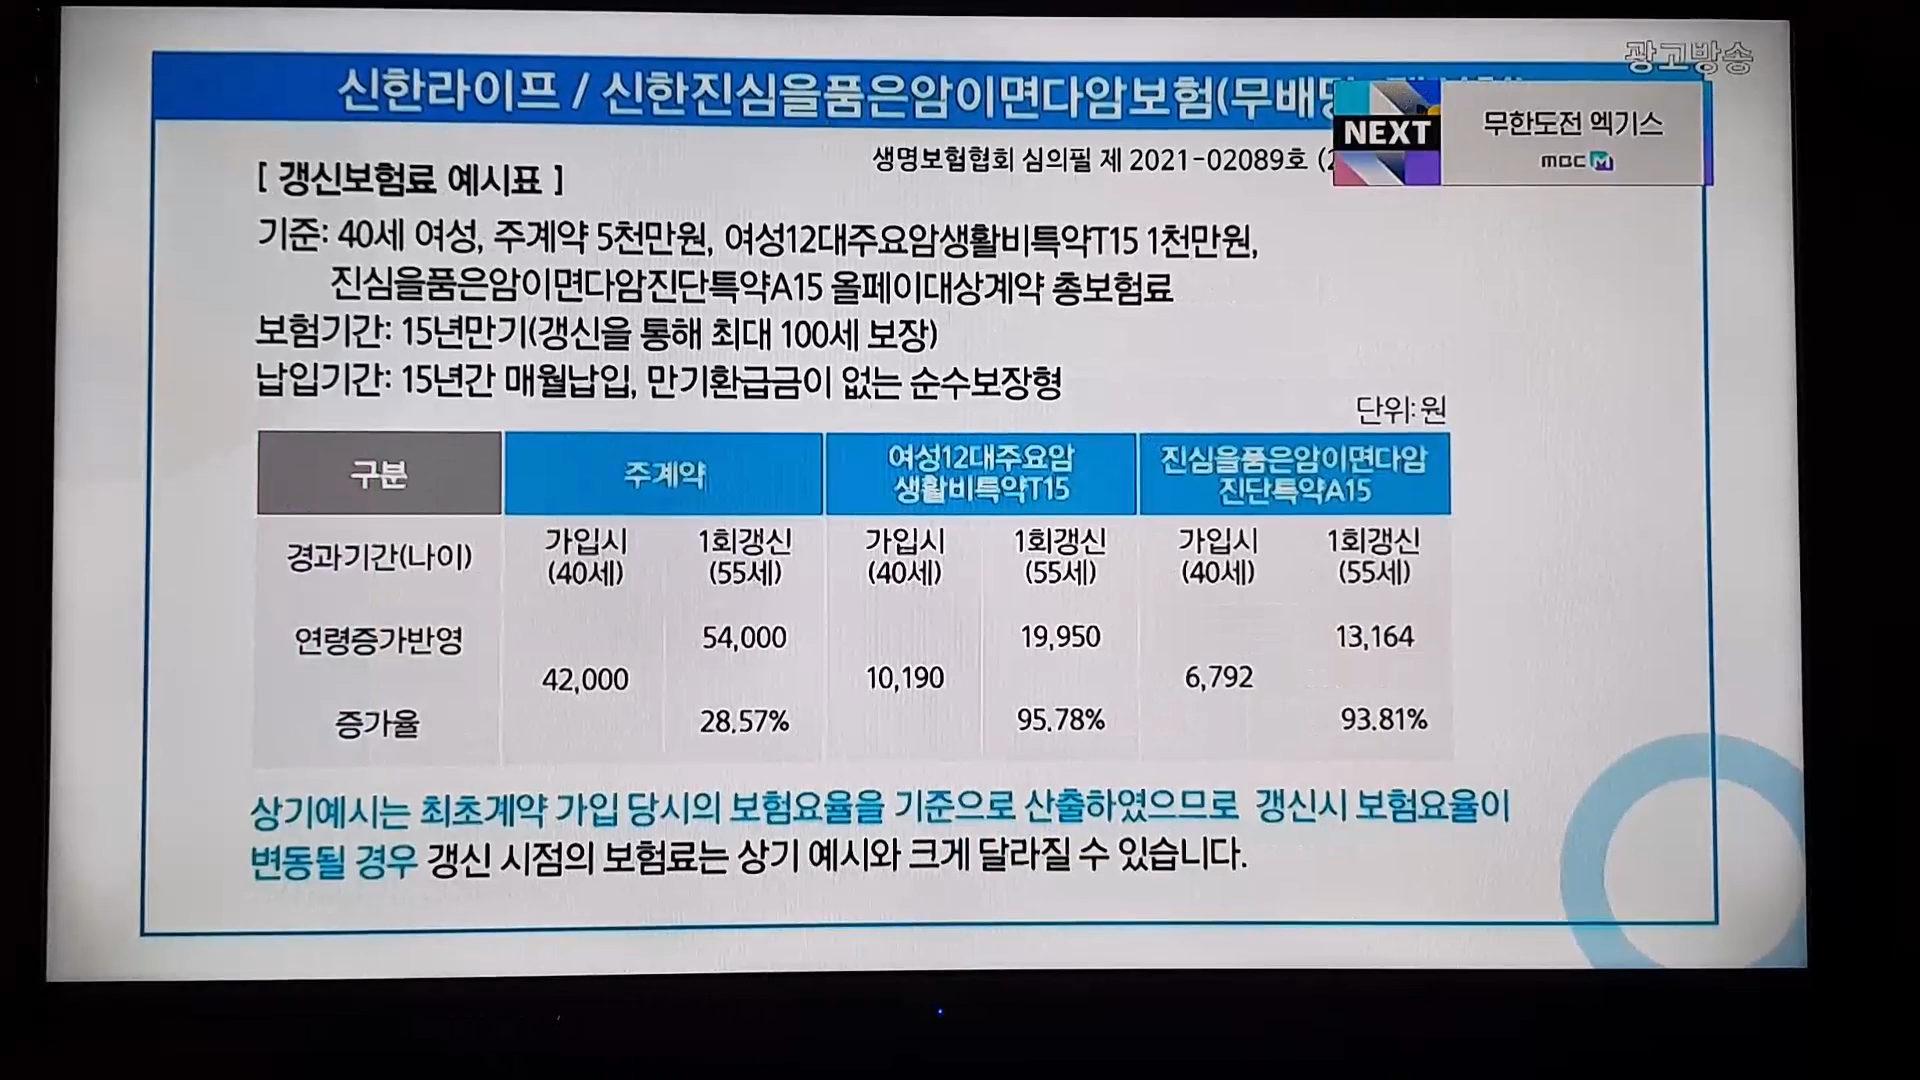 광고방송
신한라이프 / 신한진심을품은암이면다암보험(무배당
NEXT
무한도전 엑기스
mBC M
생명보험협회 심의필 제 2021-02089호
[ 갱신보험료 예시표 ]
기준: 40세 여성, 주계약 5천만원, 여성12대주요암생활비특약T15 1천만원,
진심을품은암이면다암진단특약A15 올페이대상계약 총보험료
보험기간: 15년만기(갱신을 통해 최대 100세 보장)
납입기간: 15년간 매월납입, 만기환급금이 없는 순수보장형
단위:원
구분 주계약 여성12대주요암 진심을품은암이면다암
생활비특약T15 진단특약A15
경과기간(나이) 가입시 1회갱신 가입시 1회갱신 가입시 1회갱신
(40세) (55세) (40세) (55세) (40세) (55세)
연령증가반영 54,000 19,950 13,164
42,000 10,190 6,792
증가율 28.57% 95.78% 93.81%
상기예시는 최초계약 가입 당시의 보험요율을 기준으로 산출하였으므로 갱신시 보험요율이
변동될 경우 갱신 시점의 보험료는 상기 예시와 크게 달라질 수 있습니다.